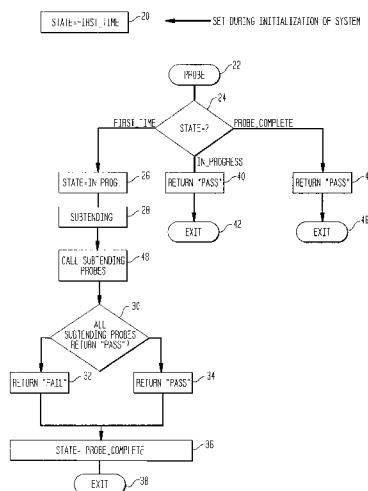 STATE=FIRST_TIME
20
SET DURING INITIALIZATION OF SYSTEM
PROBE
22
24
STATE=?
FIRST_TIME
PROBE_COMPLETE
IN_PROGRESS
STATE=IN PROG.
26
RETURN "PASS"
40
RETURN "PASS"
4
SUBTENDING
28
EXIT
42
EXIT
46
CALL SUBTENDING
PROBES
48
ALL
SUBTENDING PROBES
RETURN "PASS"?
30
RETURN "FAIL"
32
RETURN "PASS"
34
STATE= PROBE_COMPLETE
36
EXIT
38